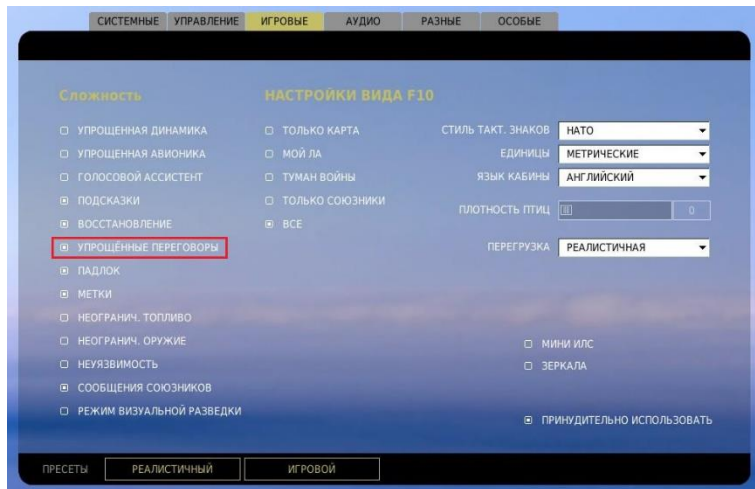 СИСТЕМНЫЕ УПРАВЛЕНИЕ ИГРОВЫЕ АУДИО РАЗНЫЕ ОСОБЫЕ
Сложность
УПРОЩЕННАЯ ДИНАМИКА
УПРОЩЕННАЯ АВИОНИКА
ГОЛОСОВОЙ АССИСТЕНТ
ПОДСКАЗКИ
ВОССТАНОВЛЕНИЕ
УПРОЩЁННЫЕ ПЕРЕГОВОРЫ
ПАДЛОК
МЕТКИ
НЕОГРАНИЧ. ТОПЛИВО
НЕОГРАНИЧ. ОРУЖИЕ
НЕУЯЗВИМОСТЬ
СООБЩЕНИЯ СОЮЗНИКОВ
РЕЖИМ ВИЗУАЛЬНОЙ РАЗВЕДКИ
НАСТРОЙКИ ВИДА F10
ТОЛЬКО КАРТА
МОЙ ЛА
ТУМАН ВОЙНЫ
ТОЛЬКО СОЮЗНИКИ
ВСЕ
СТИЛЬ ТАКТ. ЗНАКОВ НАТО
ЕДИНИЦЫ МЕТРИЧЕСКИЕ
ЯЗЫК КАБИНЫ АНГЛИЙСКИЙ
ПЛОТНОСТЬ ПТИЦ 0
ПЕРЕГРУЗКА РЕАЛИСТИЧНАЯ
МИНИ ИЛС
ЗЕРКАЛА
ПРИНУДИТЕЛЬНО ИСПОЛЬЗОВАТЬ
ПРЕСЕТЫ РЕАЛИСТИЧНЫЙ ИГРОВОЙ